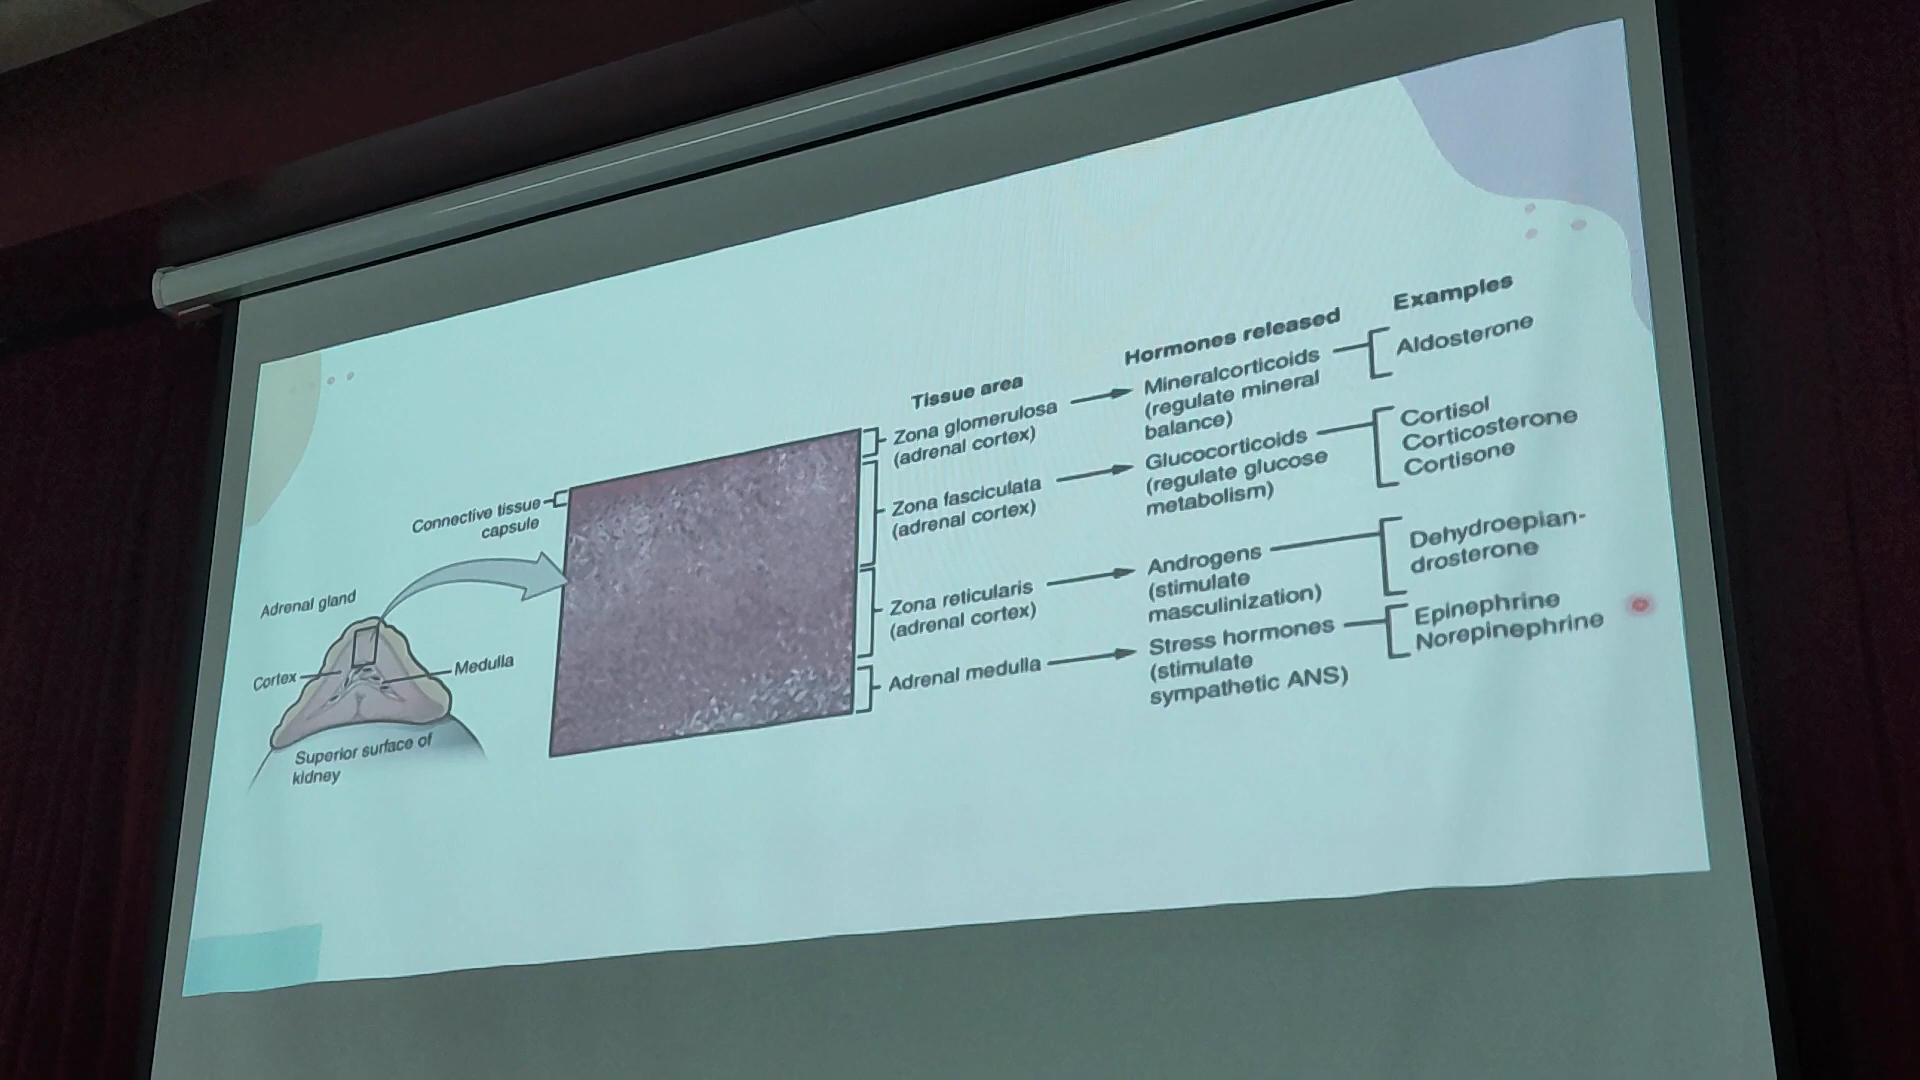 Adrenal gland
Cortex
Medulla
Superior surface of
kidney
Connective tissue
capsule
Tissue area
Zona glomerulosa
(adrenal cortex)
Zona fasciculata
(adrenal cortex)
Zona reticularis
(adrenal cortex)
Adrenal medulla
Hormones released
Mineralcorticoids
(regulate mineral
balance)
Glucocorticoids
(regulate glucose
metabolism)
Androgens
(stimulate
masculinization)
Stress hormones
(stimulate
sympathetic ANS)
Examples
Aldosterone
Cortisol
Corticosterone
Cortisone
Dehydroepian-
drosterone
Epinephrine
Norepinephrine